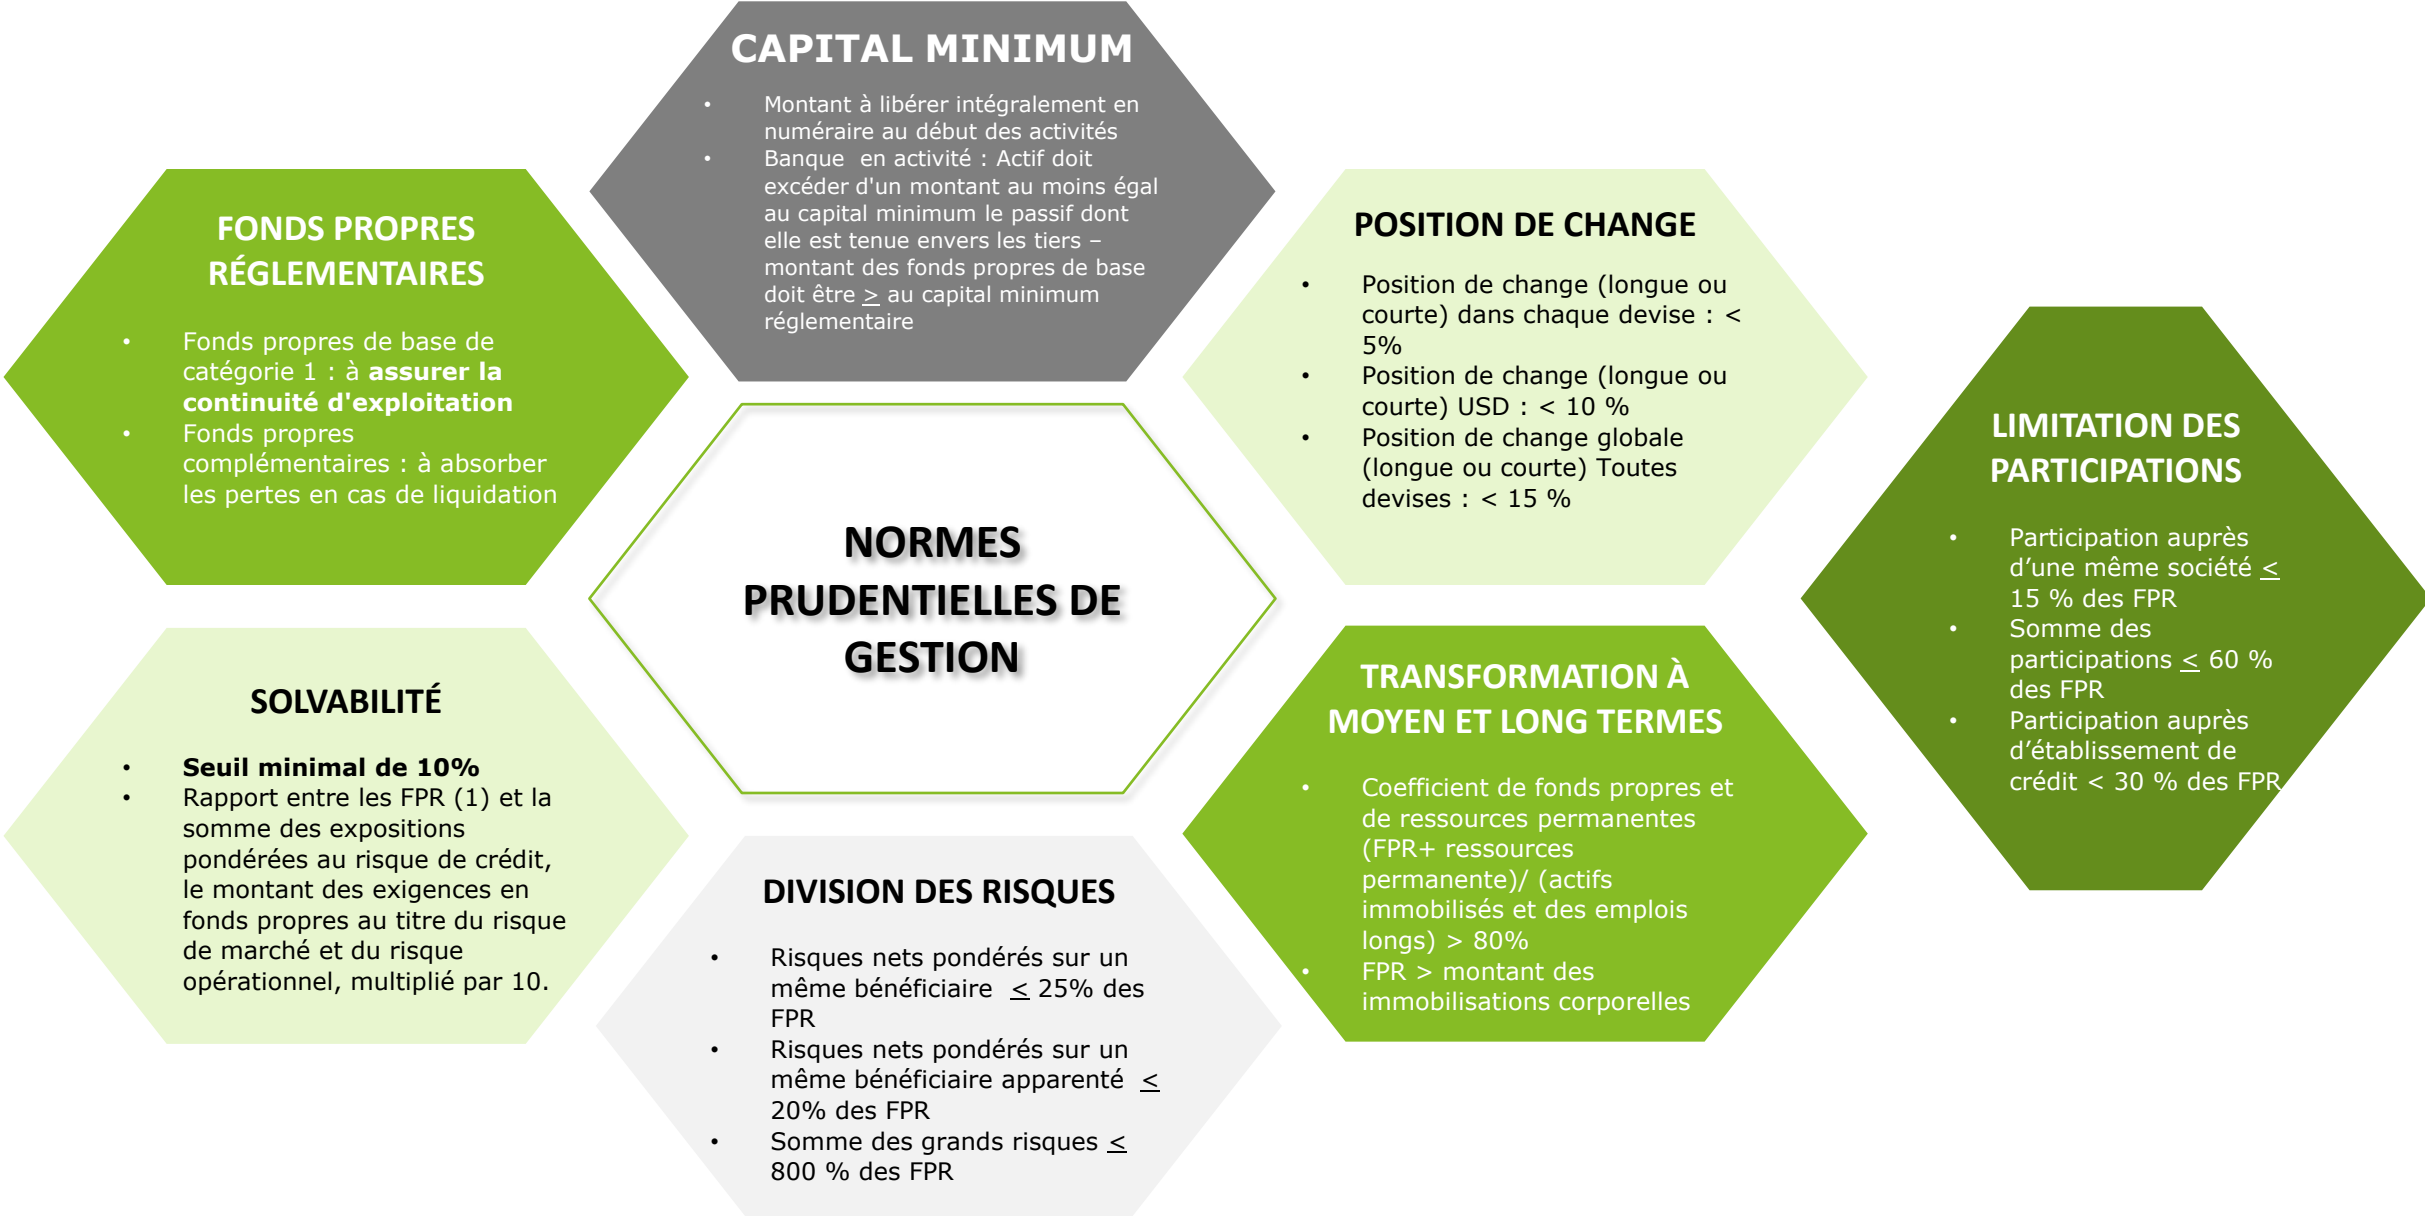 CAPITAL MINIMUM
• Montant à libérer intégralement en
numéraire au début des activités
• Banque en activité : Actif doit
excéder d'un montant au moins égal
au capital minimum le passif dont
elle est tenue envers les tiers –
montant des fonds propres de base
doit être > au capital minimum
réglementaire
FONDS PROPRES
RÉGLEMENTAIRES
• Fonds propres de base de
catégorie 1 : à assurer la
continuité d'exploitation
• Fonds propres
complémentaires : à absorber
les pertes en cas de liquidation
POSITION DE CHANGE
• Position de change (longue ou
courte) dans chaque devise : <
5%
• Position de change (longue ou
courte) USD : < 10 %
• Position de change globale
(longue ou courte) Toutes
devises : < 15 %
LIMITATION DES
PARTICIPATIONS
• Participation auprès
d’une même société <
15 % des FPR
• Somme des
participations < 60 %
des FPR
• Participation auprès
d’établissement de
crédit < 30 % des FPR
NORMES
PRUDENTIELLES DE
GESTION
SOLVABILITÉ
• Seuil minimal de 10%
• Rapport entre les FPR (1) et la
somme des expositions
pondérées au risque de crédit,
le montant des exigences en
fonds propres au titre du risque
de marché et du risque
opérationnel, multiplié par 10.
TRANSFORMATION À
MOYEN ET LONG TERMES
• Coefficient de fonds propres et
de ressources permanentes
(FPR+ ressources
permanente)/ (actifs
immobilisés et des emplois
longs) > 80%
• FPR > montant des
immobilisations corporelles
DIVISION DES RISQUES
• Risques nets pondérés sur un
même bénéficiaire < 25% des
FPR
• Risques nets pondérés sur un
même bénéficiaire apparenté <
20% des FPR
• Somme des grands risques <
800 % des FPR